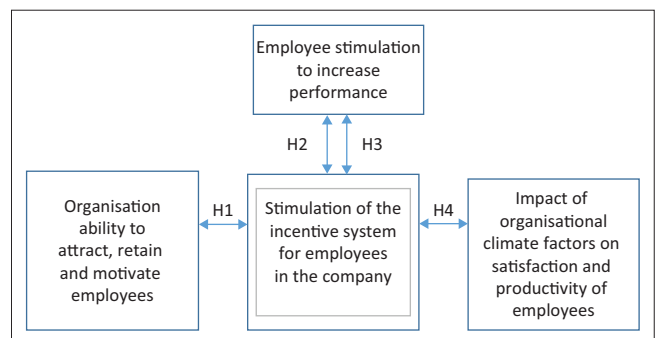 Employee stimulation
to increase
performance
H2
H3
Organisation
ability to
attract, retain
and motivate
employees
H1
Stimulation of the
incentive system
for employees
in the company
H4
Impact of
organisational
climate factors on
satisfaction and
productivity of
employees